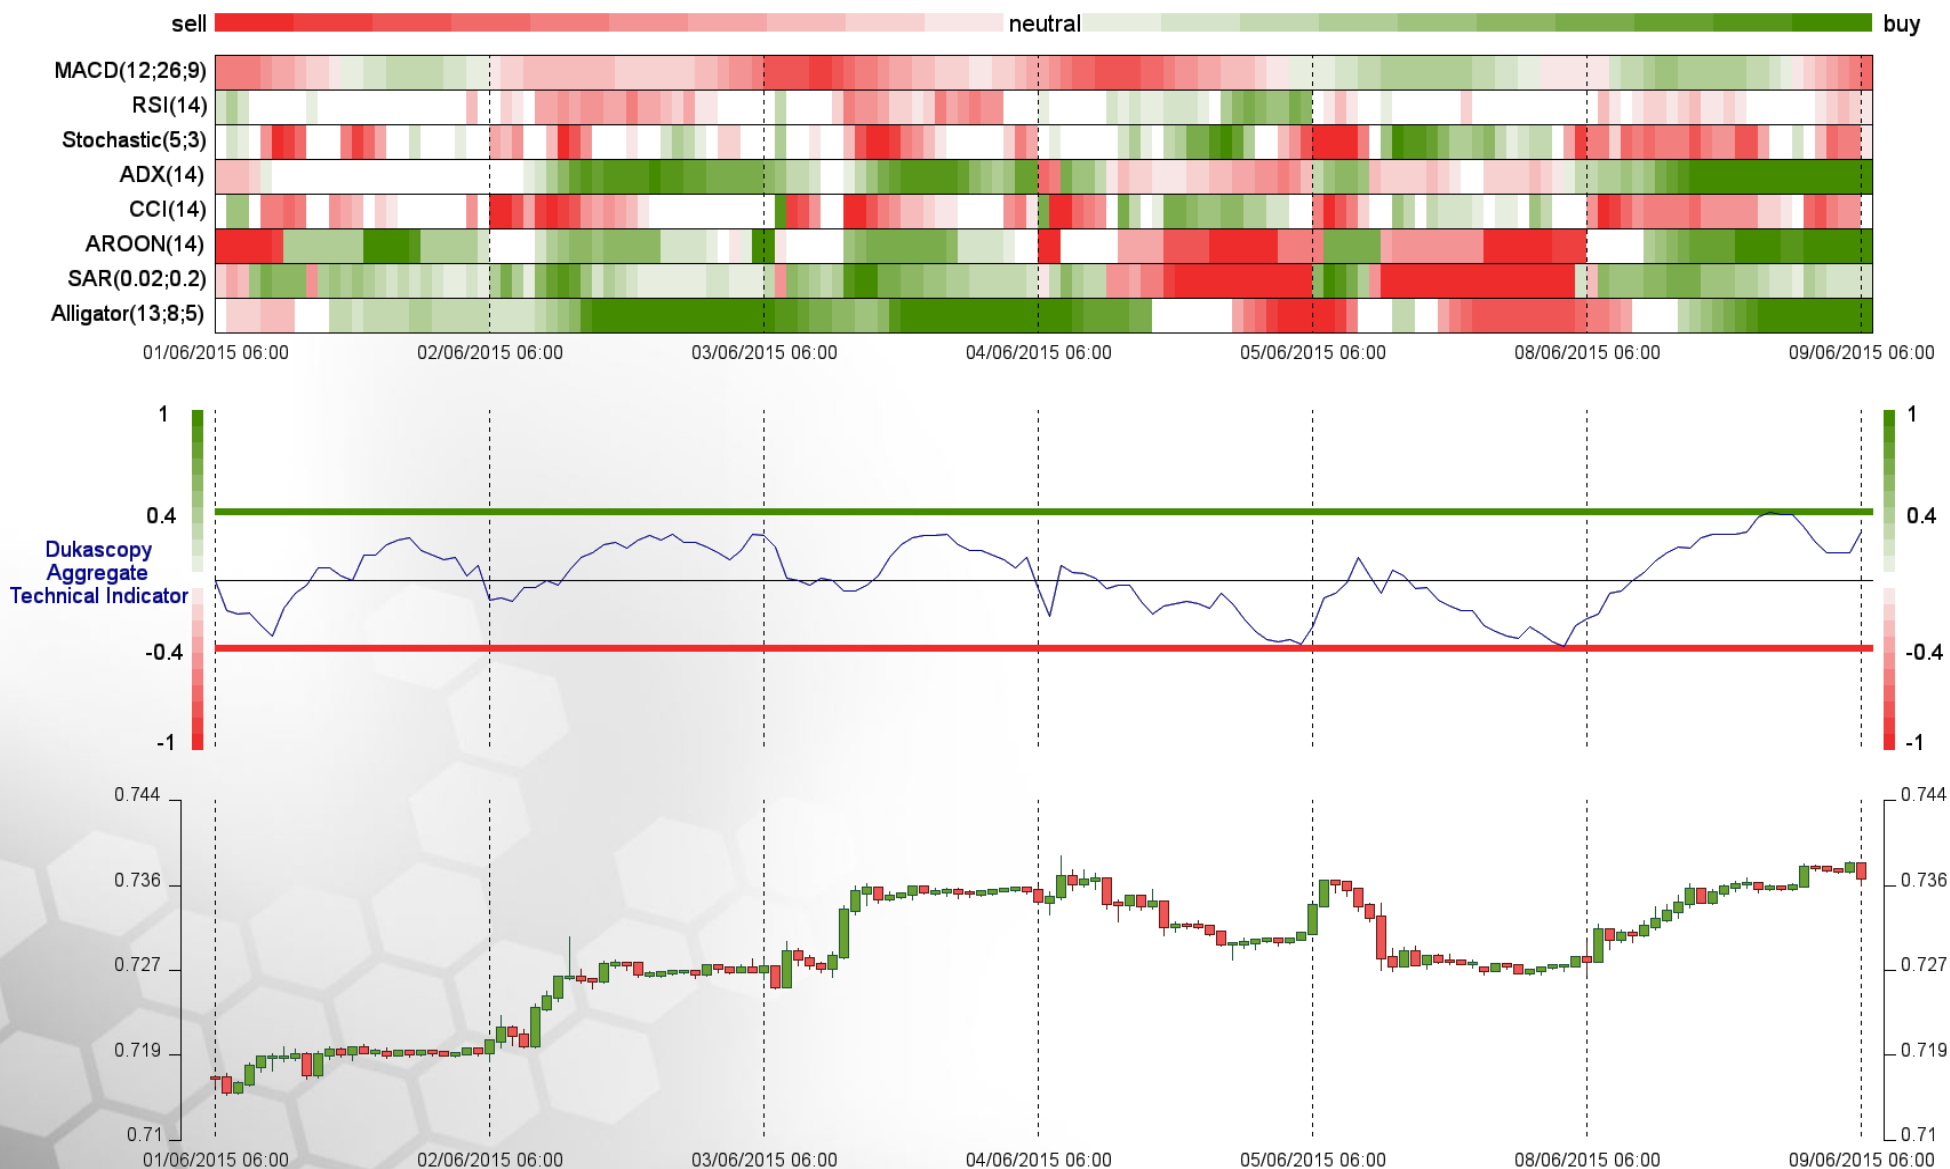 sell neutral buy
MACD(12;26;9)
RSI(14)
Stochastic(5;3)
ADX(14)
CCI(14)
AROON(14)
SAR(0.02;0.2)
Alligator(13;8;5)
01/06/2015 06:00 02/06/2015 06:00 03/06/2015 06:00 04/06/2015 06:00 05/06/2015 06:00 08/06/2015 06:00 09/06/2015 06:00
1 1
0.4 0.4
Dukascopy
Aggregate
Technical Indicator
-0.4 -0.4
-1 -1
0.744 0.744
0.736 0.736
0.727 0.727
0.719 0.719
0.71 0.71
01/06/2015 06:00 02/06/2015 06:00 03/06/2015 06:00 04/06/2015 06:00 05/06/2015 06:00 08/06/2015 06:00 09/06/2015 06:00